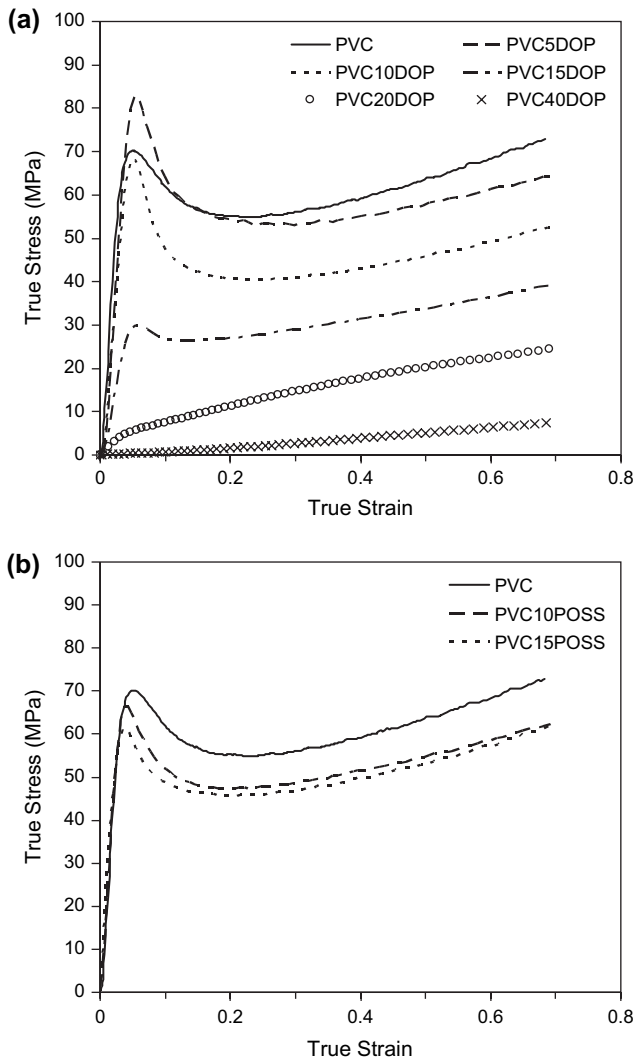 (a)
100
90
80
70
60
50
40
30
20
10
0
True Stress (MPa)
PVC
PVC5DOP
PVC10DOP
PVC15DOP
PVC20DOP
PVC40DOP
0
0.2
0.4
0.6
0.8
True Strain
(b)
100
90
80
70
60
50
40
30
20
10
0
True Stress (MPa)
PVC
PVC10POSS
PVC15POSS
0
0.2
0.4
0.6
0.8
True Strain